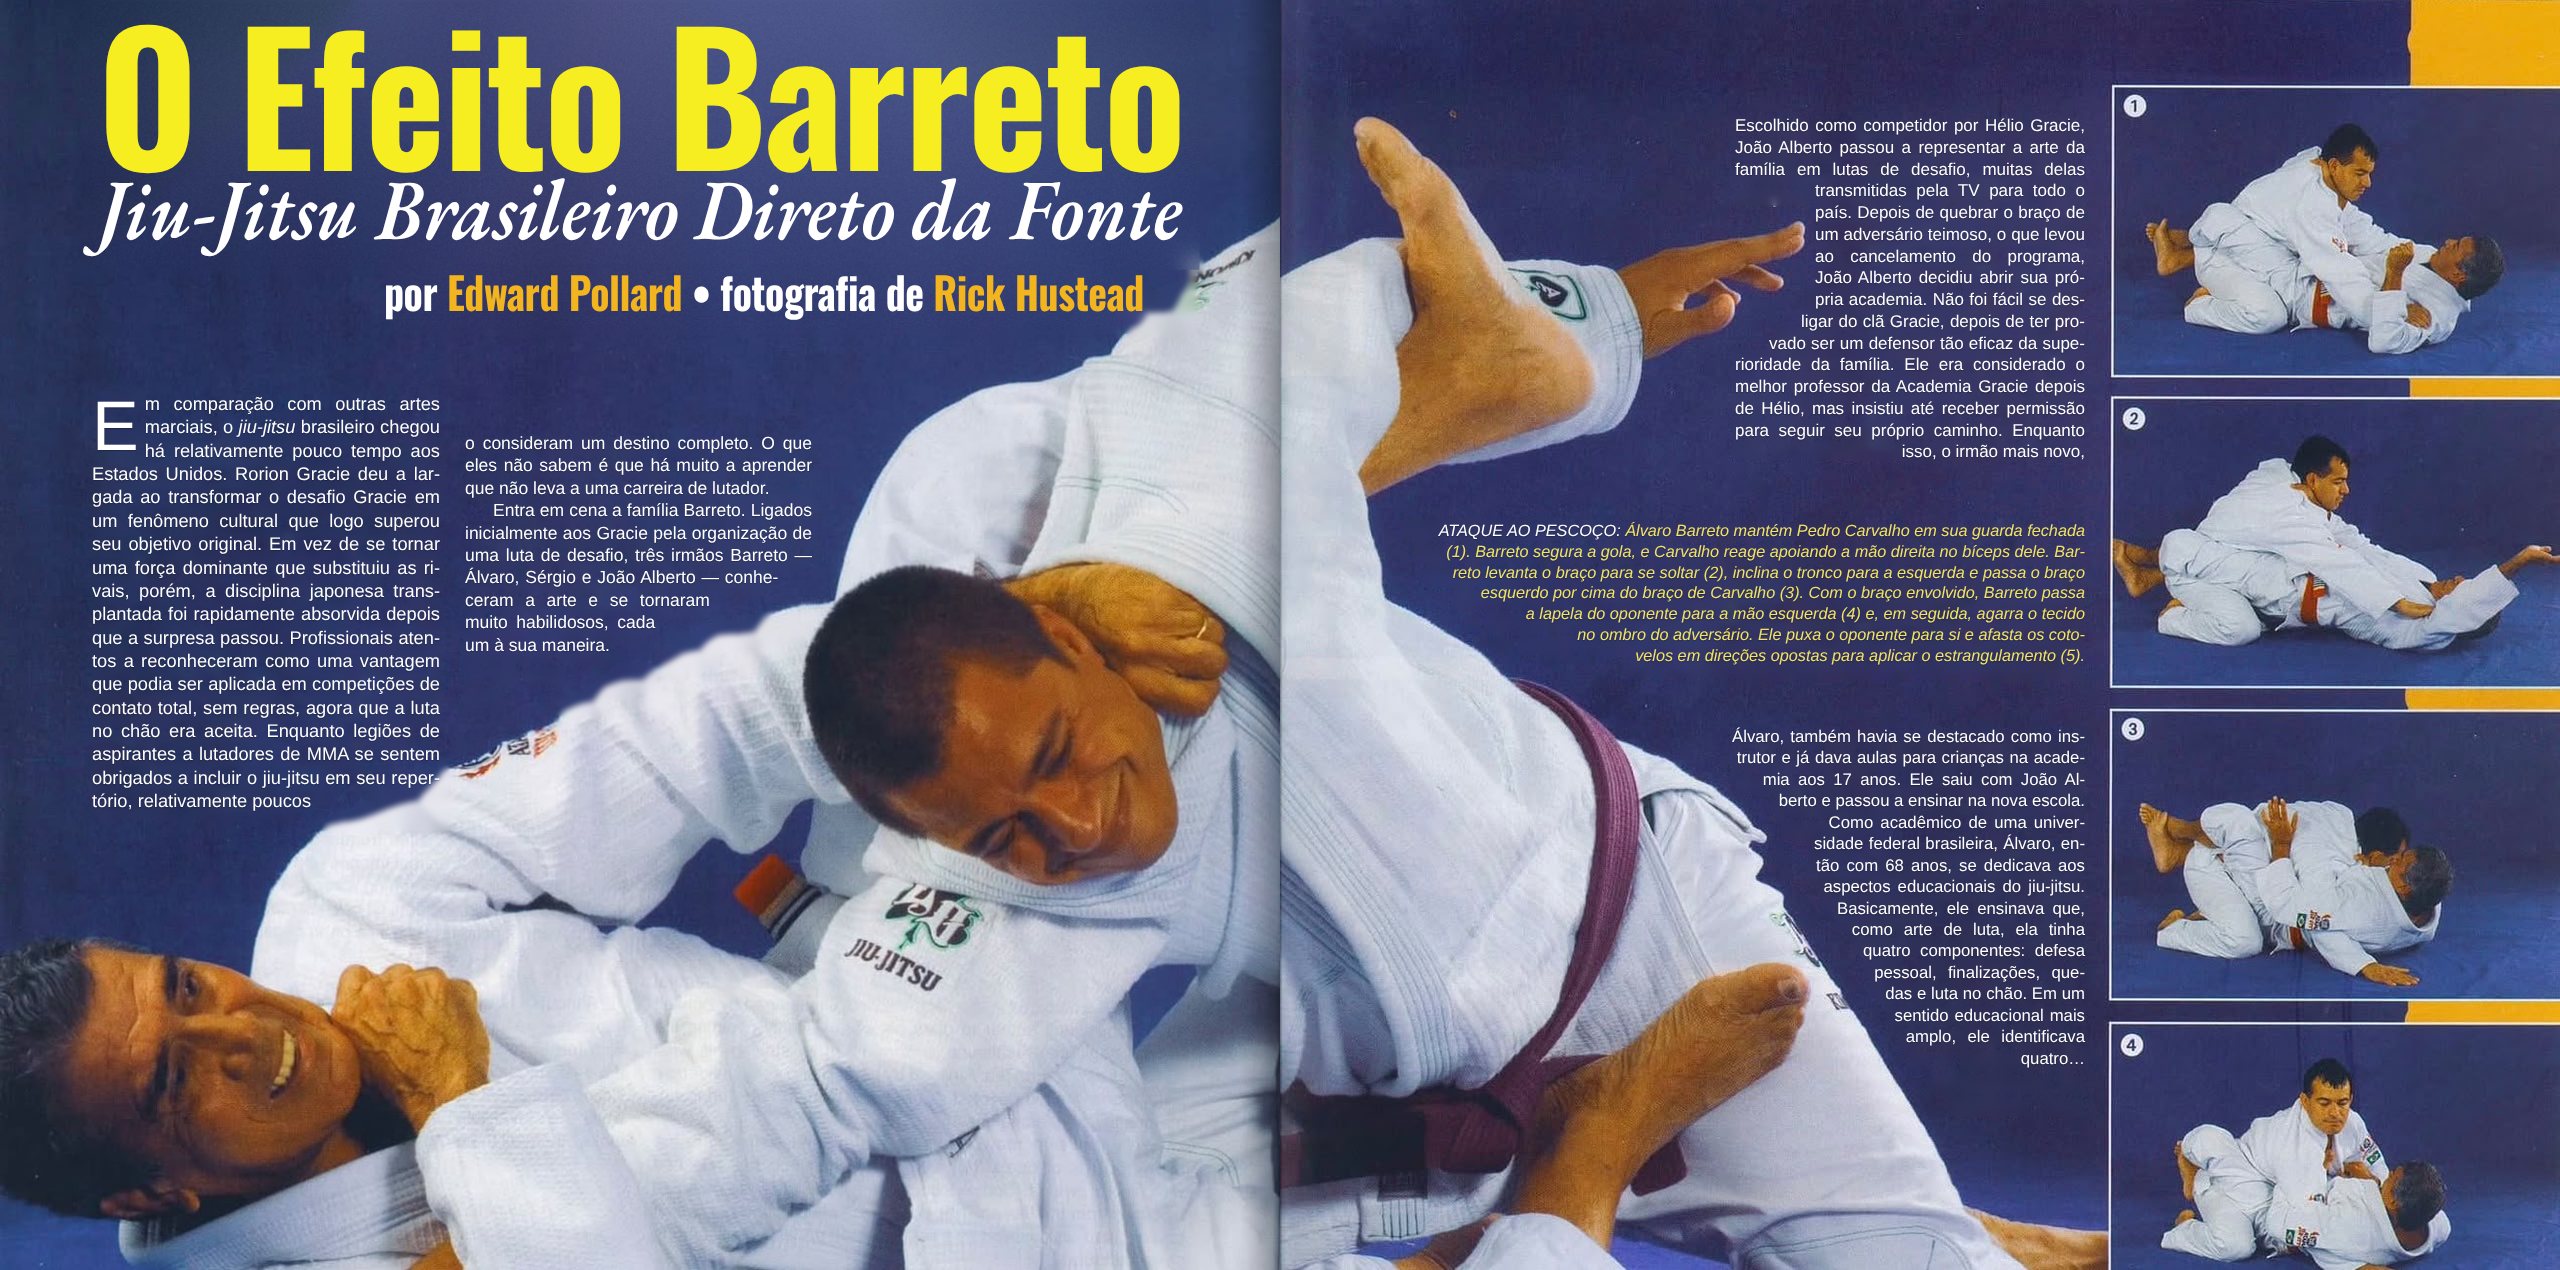 O Efeito Barreto
Jiu-Jitsu Brasileiro Direto da Fonte
por Edward Pollard • fotografia de Rick Hustead
Em comparação com outras artes
marciais, o jiu-jitsu brasileiro chegou
há relativamente pouco tempo aos
Estados Unidos. Rorion Gracie deu a lar-
gada ao transformar o desafio Gracie em
um fenômeno cultural que logo superou
seu objetivo original. Em vez de se tornar
uma força dominante que substituiu as ri-
vais, porém, a disciplina japonesa trans-
plantada foi rapidamente absorvida depois
que a surpresa passou. Profissionais aten-
tos a reconheceram como uma vantagem
que podia ser aplicada em competições de
contato total, sem regras, agora que a luta
no chão era aceita. Enquanto legiões de
aspirantes a lutadores de MMA se sentem
obrigados a incluir o jiu-jitsu em seu reper-
tório, relativamente poucos
o consideram um destino completo. O que
eles não sabem é que há muito a aprender
que não leva a uma carreira de lutador.
Entra em cena a família Barreto. Ligados
inicialmente aos Gracie pela organização de
uma luta de desafio, três irmãos Barreto —
Álvaro, Sérgio e João Alberto — conhe-
ceram a arte e se tornaram
muito habilidosos, cada
um à sua maneira.
JIU-JITSU
Escolhido como competidor por Hélio Gracie,
João Alberto passou a representar a arte da
família em lutas de desafio, muitas delas
transmitidas pela TV para todo o
país. Depois de quebrar o braço de
um adversário teimoso, o que levou
ao cancelamento do programa,
João Alberto decidiu abrir sua pró-
pria academia. Não foi fácil se des-
ligar do clã Gracie, depois de ter pro-
vado ser um defensor tão eficaz da supe-
rioridade da família. Ele era considerado o
melhor professor da Academia Gracie depois
de Hélio, mas insistiu até receber permissão
para seguir seu próprio caminho. Enquanto
isso, o irmão mais novo,
ATAQUE AO PESCOÇO: Álvaro Barreto mantém Pedro Carvalho em sua guarda fechada
(1). Barreto segura a gola, e Carvalho reage apoiando a mão direita no bíceps dele. Bar-
reto levanta o braço para se soltar (2), inclina o tronco para a esquerda e passa o braço
esquerdo por cima do braço de Carvalho (3). Com o braço envolvido, Barreto passa
a lapela do oponente para a mão esquerda (4) e, em seguida, agarra o tecido
no ombro do adversário. Ele puxa o oponente para si e afasta os coto-
velos em direções opostas para aplicar o estrangulamento (5).
Álvaro, também havia se destacado como ins-
trutor e já dava aulas para crianças na acade-
mia aos 17 anos. Ele saiu com João Al-
berto e passou a ensinar na nova escola.
Como acadêmico de uma univer-
sidade federal brasileira, Álvaro, en-
tão com 68 anos, se dedicava aos
aspectos educacionais do jiu-jitsu.
Basicamente, ele ensinava que,
como arte de luta, ela tinha
quatro componentes: defesa
pessoal, finalizações, que-
das e luta no chão. Em um
sentido educacional mais
amplo, ele identificava
quatro…
1
2
3
4